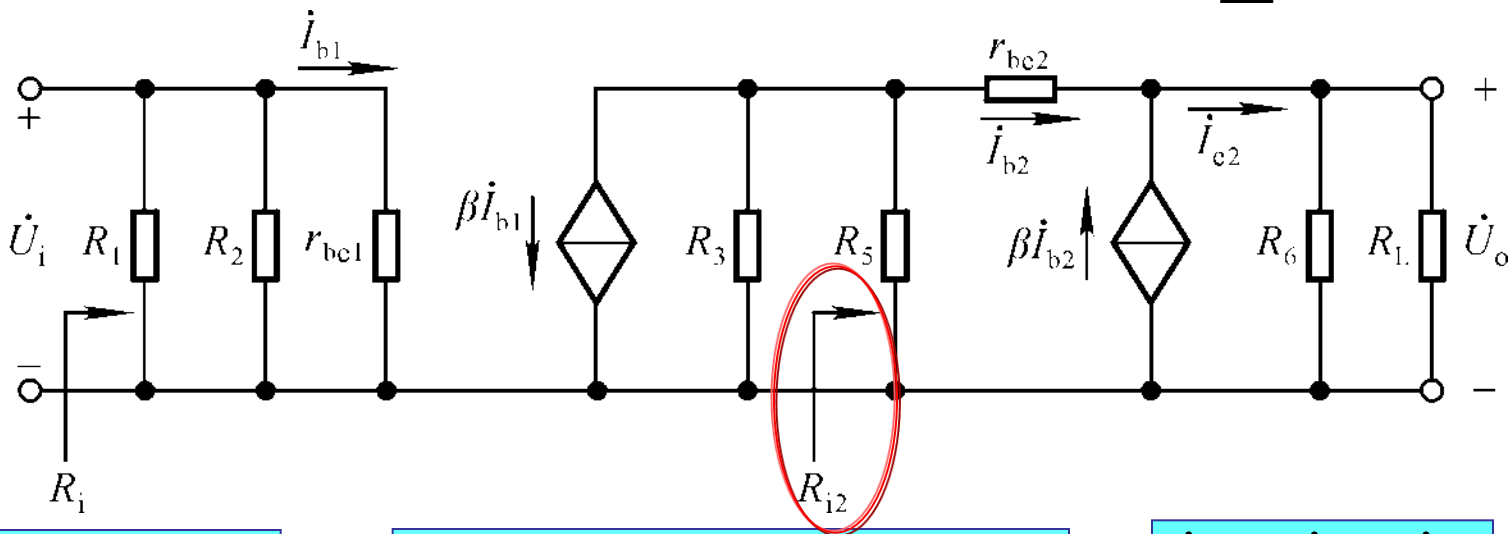 İb1
rbe2
+ +
İb2 İe2
U̇i R1 R2 rbe1 βİb1 R3 R5 βİb2 R6 RL U̇o
− −
Ri Ri2